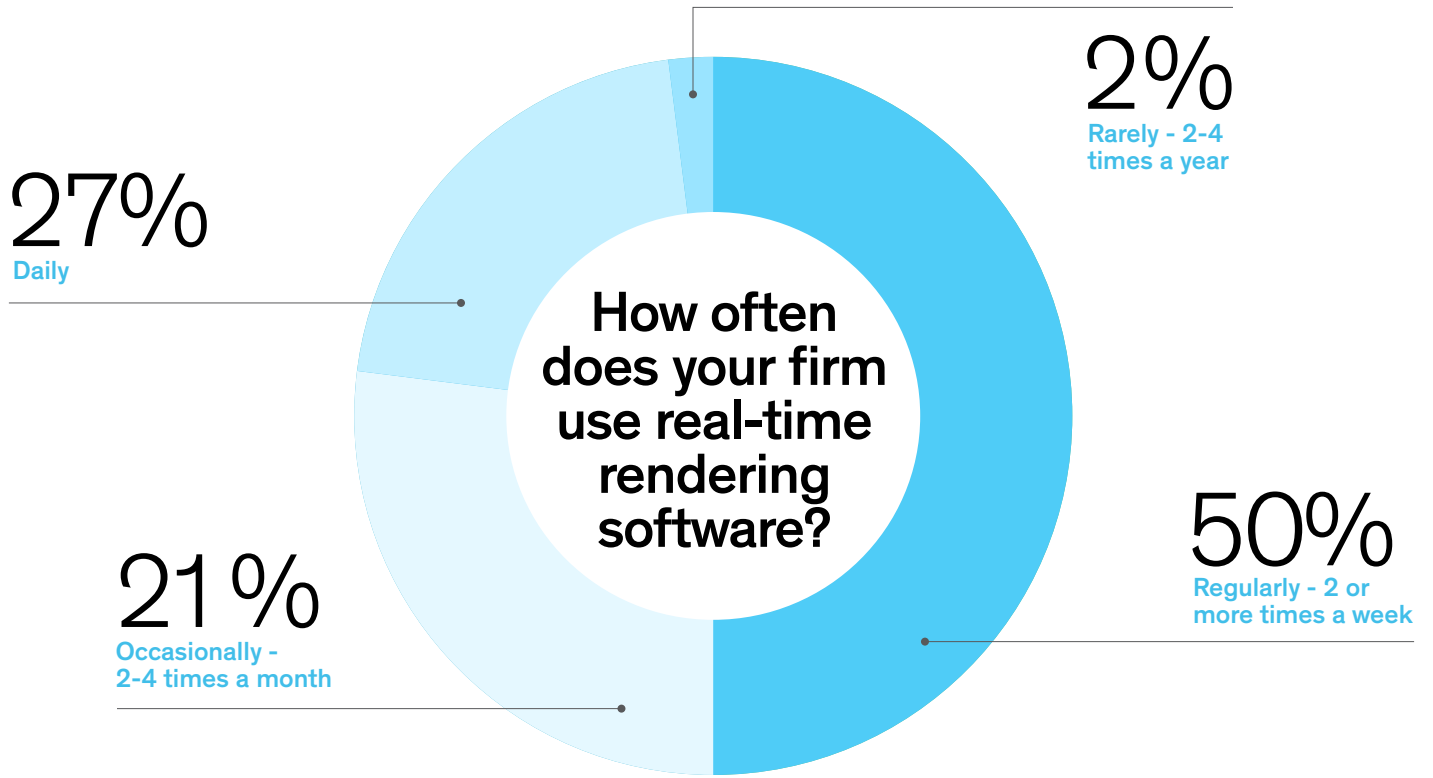 2%
Rarely - 2-4
times a year
27%
Daily
How often
does your firm
use real-time
rendering
software?
50%
Regularly - 2 or
more times a week
21%
Occasionally -
2-4 times a month